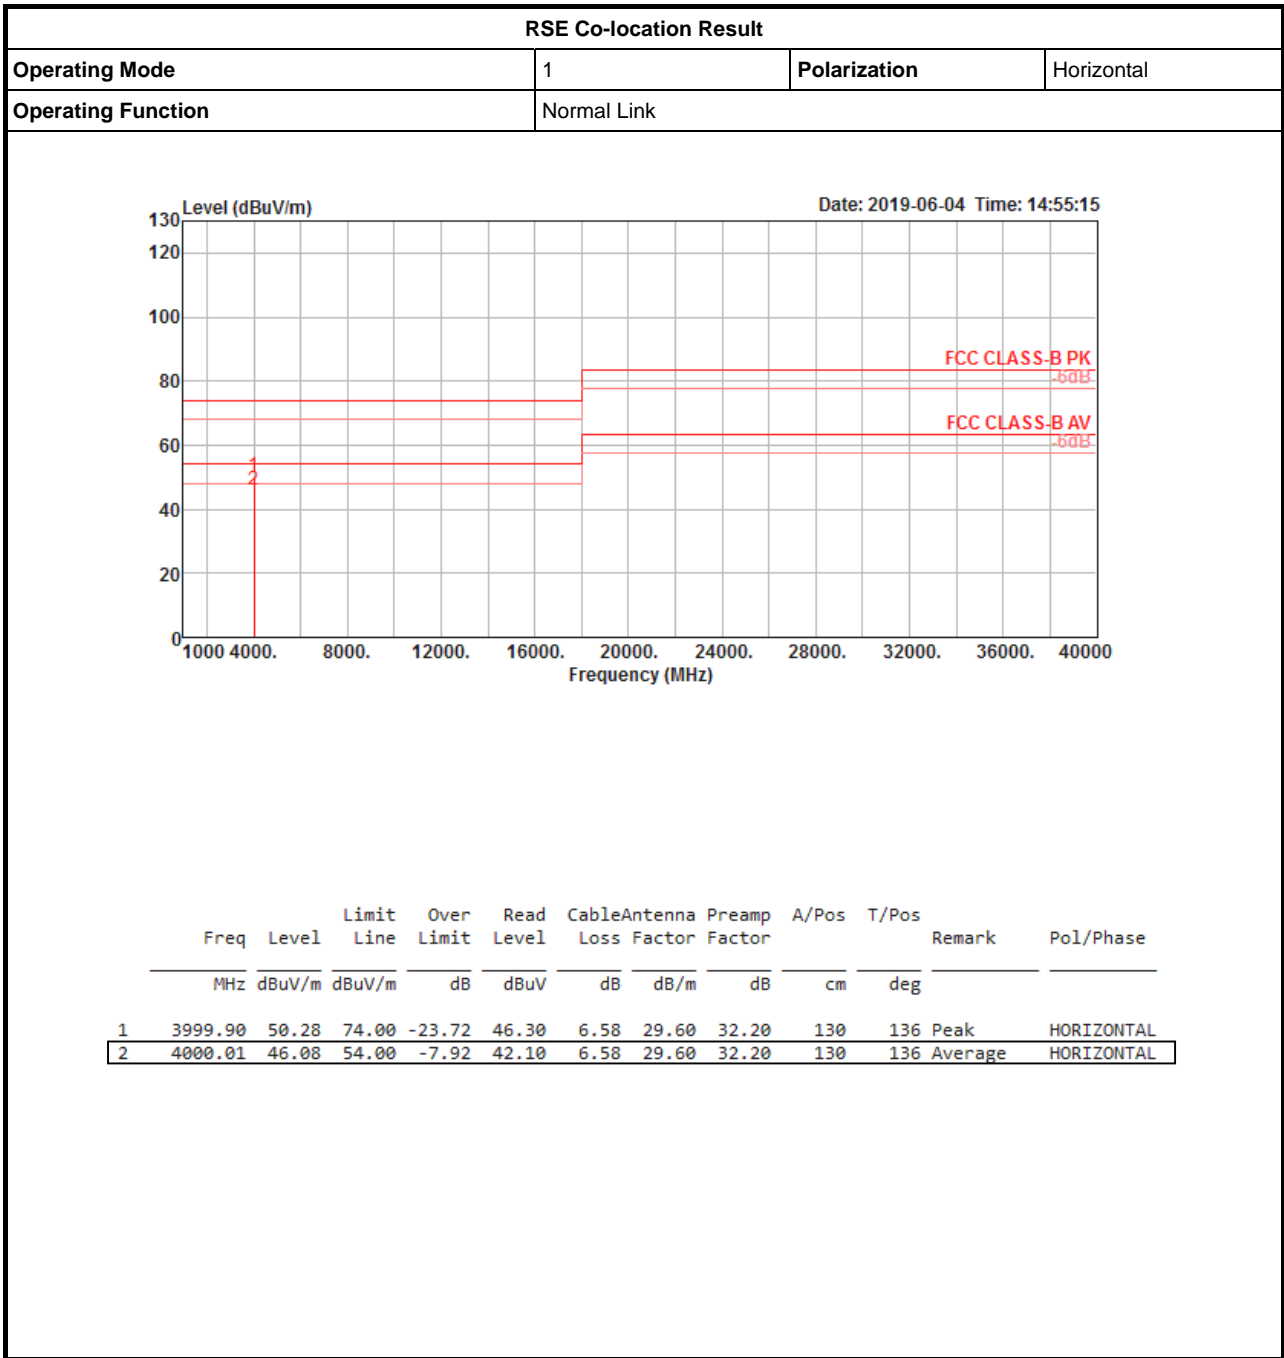 RSE Co-location Result
Operating Mode 1 Polarization Horizontal
Operating Function Normal Link
Level (dBuV/m) Date: 2019-06-04 Time: 14:55:15
130
120
100
FCC CLASS-B PK
80 -6dB
FCC CLASS-B AV
60 -6dB
1
2
40
20
0
1000 4000. 8000. 12000. 16000. 20000. 24000. 28000. 32000. 36000. 40000
Frequency (MHz)
Limit Over Read CableAntenna Preamp A/Pos T/Pos
Freq Level Line Limit Level Loss Factor Factor Remark Pol/Phase
MHz dBuV/m dBuV/m dB dBuV dB dB/m dB cm deg
1 3999.90 50.28 74.00 -23.72 46.30 6.58 29.60 32.20 130 136 Peak HORIZONTAL
2 4000.01 46.08 54.00 -7.92 42.10 6.58 29.60 32.20 130 136 Average HORIZONTAL